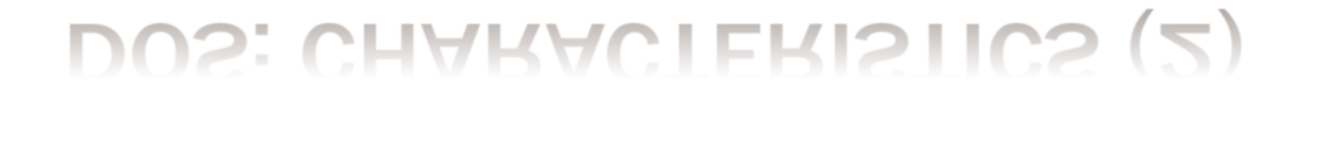 DOS: CHARACTERISTICS (2)